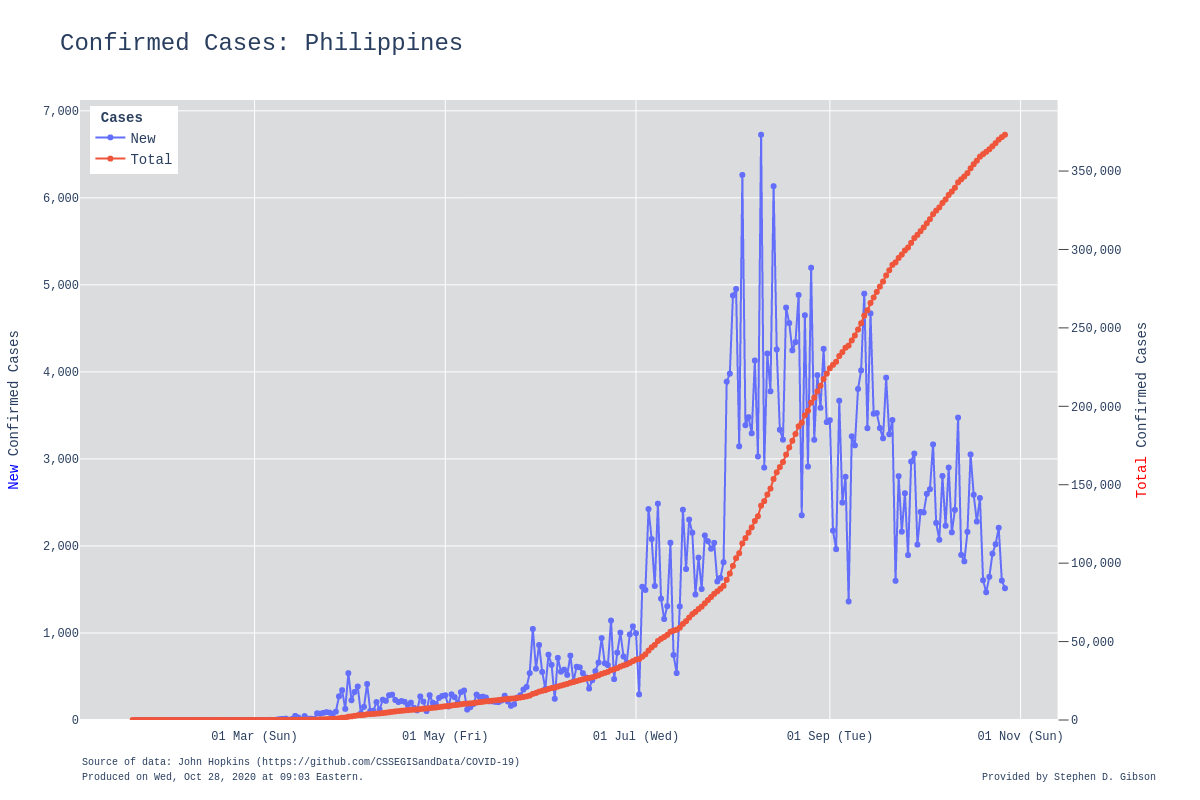 Confirmed Cases: Philippines
Cases
New
Total
7,000
6,000
5,000
4,000
3,000
2,000
1,000
0
New Confirmed Cases
350,000
300,000
250,000
200,000
150,000
100,000
50,000
0
Total Confirmed Cases
01 Mar (Sun) 01 May (Fri) 01 Jul (Wed) 01 Sep (Tue) 01 Nov (Sun)
Source of data: John Hopkins (https://github.com/CSSEGISandData/COVID-19)
Produced on Wed, Oct 28, 2020 at 09:03 Eastern.
Provided by Stephen D. Gibson